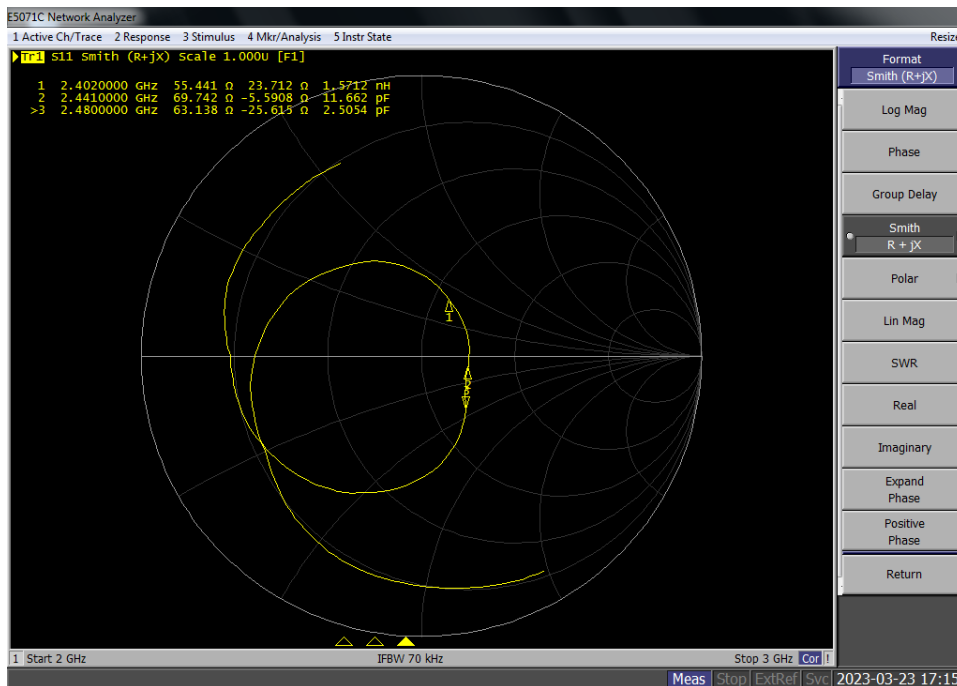 E5071C Network Analyzer
1 Active Ch/Trace 2 Response 3 Stimulus 4 Mkr/Analysis 5 Instr State
Resize
Tr1 S11 Smith (R+jX) Scale 1.000U [F1]
1 2.4020000 GHz 55.441 Ω 23.712 Ω 1.5712 nH
2 2.4410000 GHz 69.742 Ω -5.5908 Ω 11.662 pF
>3 2.4800000 GHz 63.138 Ω -25.615 Ω 2.5054 pF
1
Format
Smith (R+jX)
Log Mag
Phase
Group Delay
Smith
R + jX
Polar
Lin Mag
SWR
Real
Imaginary
Expand
Phase
Positive
Phase
Return
1 Start 2 GHz
IFBW 70 kHz
Stop 3 GHz Cor !
Meas Stop ExtRef Svc 2023-03-23 17:15